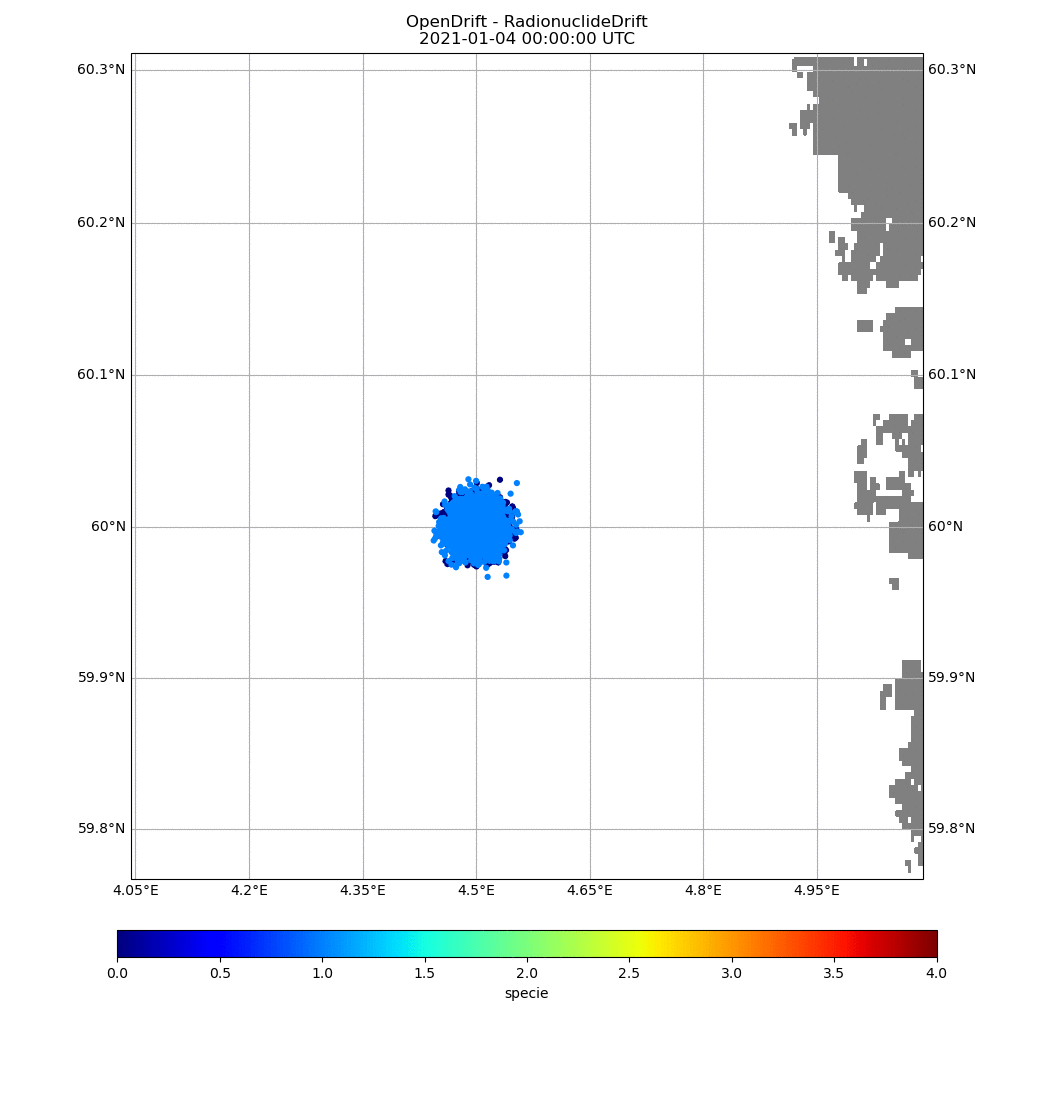 OpenDrift - RadionuclideDrift
2021-01-04 00:00:00 UTC
60.3°N 60.3°N
60.2°N 60.2°N
60.1°N 60.1°N
60°N 60°N
59.9°N 59.9°N
59.8°N 59.8°N
4.05°E 4.2°E 4.35°E 4.5°E 4.65°E 4.8°E 4.95°E
0.0 0.5 1.0 1.5 2.0 2.5 3.0 3.5 4.0
specie